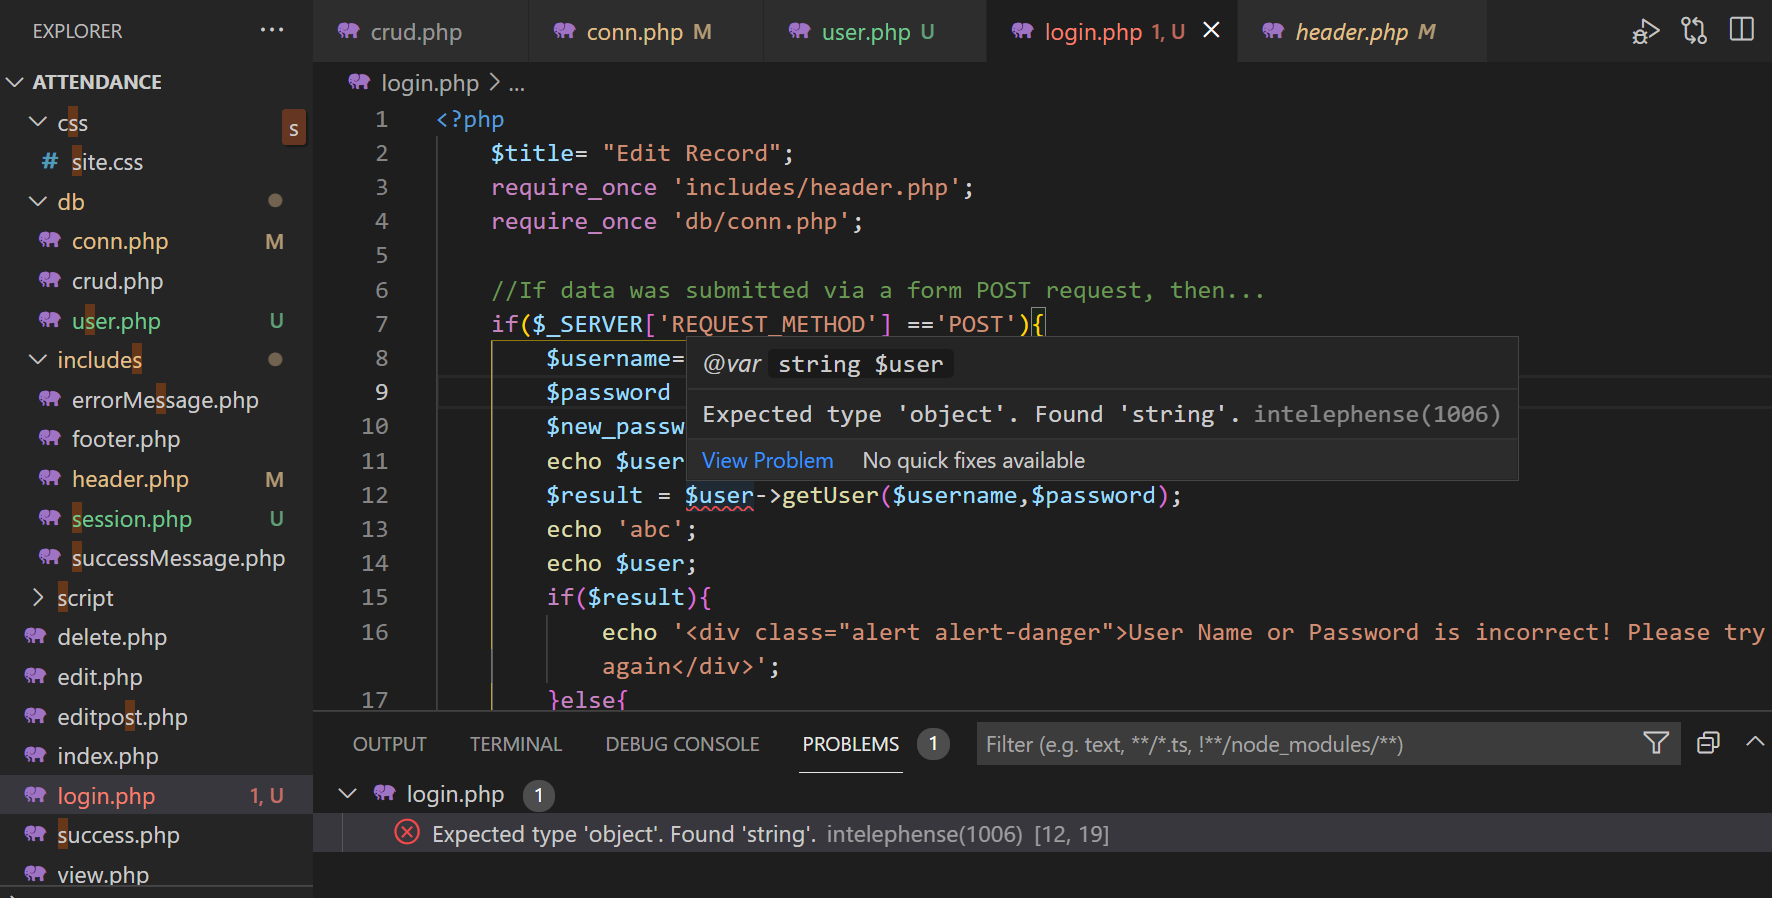 EXPLORER ...
ATTENDANCE
css
s
# site.css
db
conn.php M
crud.php
user.php U
includes
errorMessage.php
footer.php
header.php M
session.php U
successMessage.php
script
delete.php
edit.php
editpost.php
index.php
login.php 1, U
success.php
view.php
crud.php conn.php M user.php U login.php 1, U header.php M
login.php > ...
1 <?php
2 $title= "Edit Record";
3 require_once 'includes/header.php';
4 require_once 'db/conn.php';
5
6 //If data was submitted via a form POST request, then...
7 if($_SERVER['REQUEST_METHOD'] =='POST'){
8 $username=
9 $password
10 $new_passw
11 echo $user
@var string $user
Expected type 'object'. Found 'string'. intelephense(1006)
View Problem No quick fixes available
12 $result = $user->getUser($username,$password);
13 echo 'abc';
14 echo $user;
15 if($result){
16 echo '<div class="alert alert-danger">User Name or Password is incorrect! Please try
again</div>';
17 }else{
OUTPUT TERMINAL DEBUG CONSOLE PROBLEMS 1 Filter (e.g. text, **/*.ts, !**/node_modules/**)
login.php 1
Expected type 'object'. Found 'string'. intelephense(1006) [12, 19]